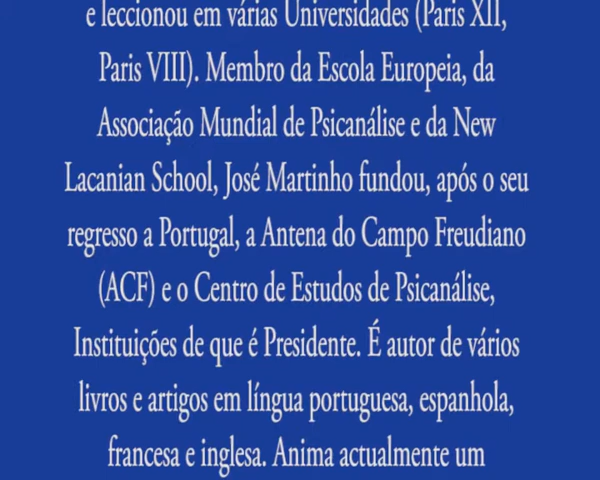 e leccionou em várias Universidades (Paris XII,
Paris VIII). Membro da Escola Europeia, da
Associação Mundial de Psicanálise e da New
Lacanian School, José Martinho fundou, após o seu
regresso a Portugal, a Antena do Campo Freudiano
(ACF) e o Centro de Estudos de Psicanálise,
Instituições de que é Presidente. É autor de vários
livros e artigos em língua portuguesa, espanhola,
francesa e inglesa. Anima actualmente um